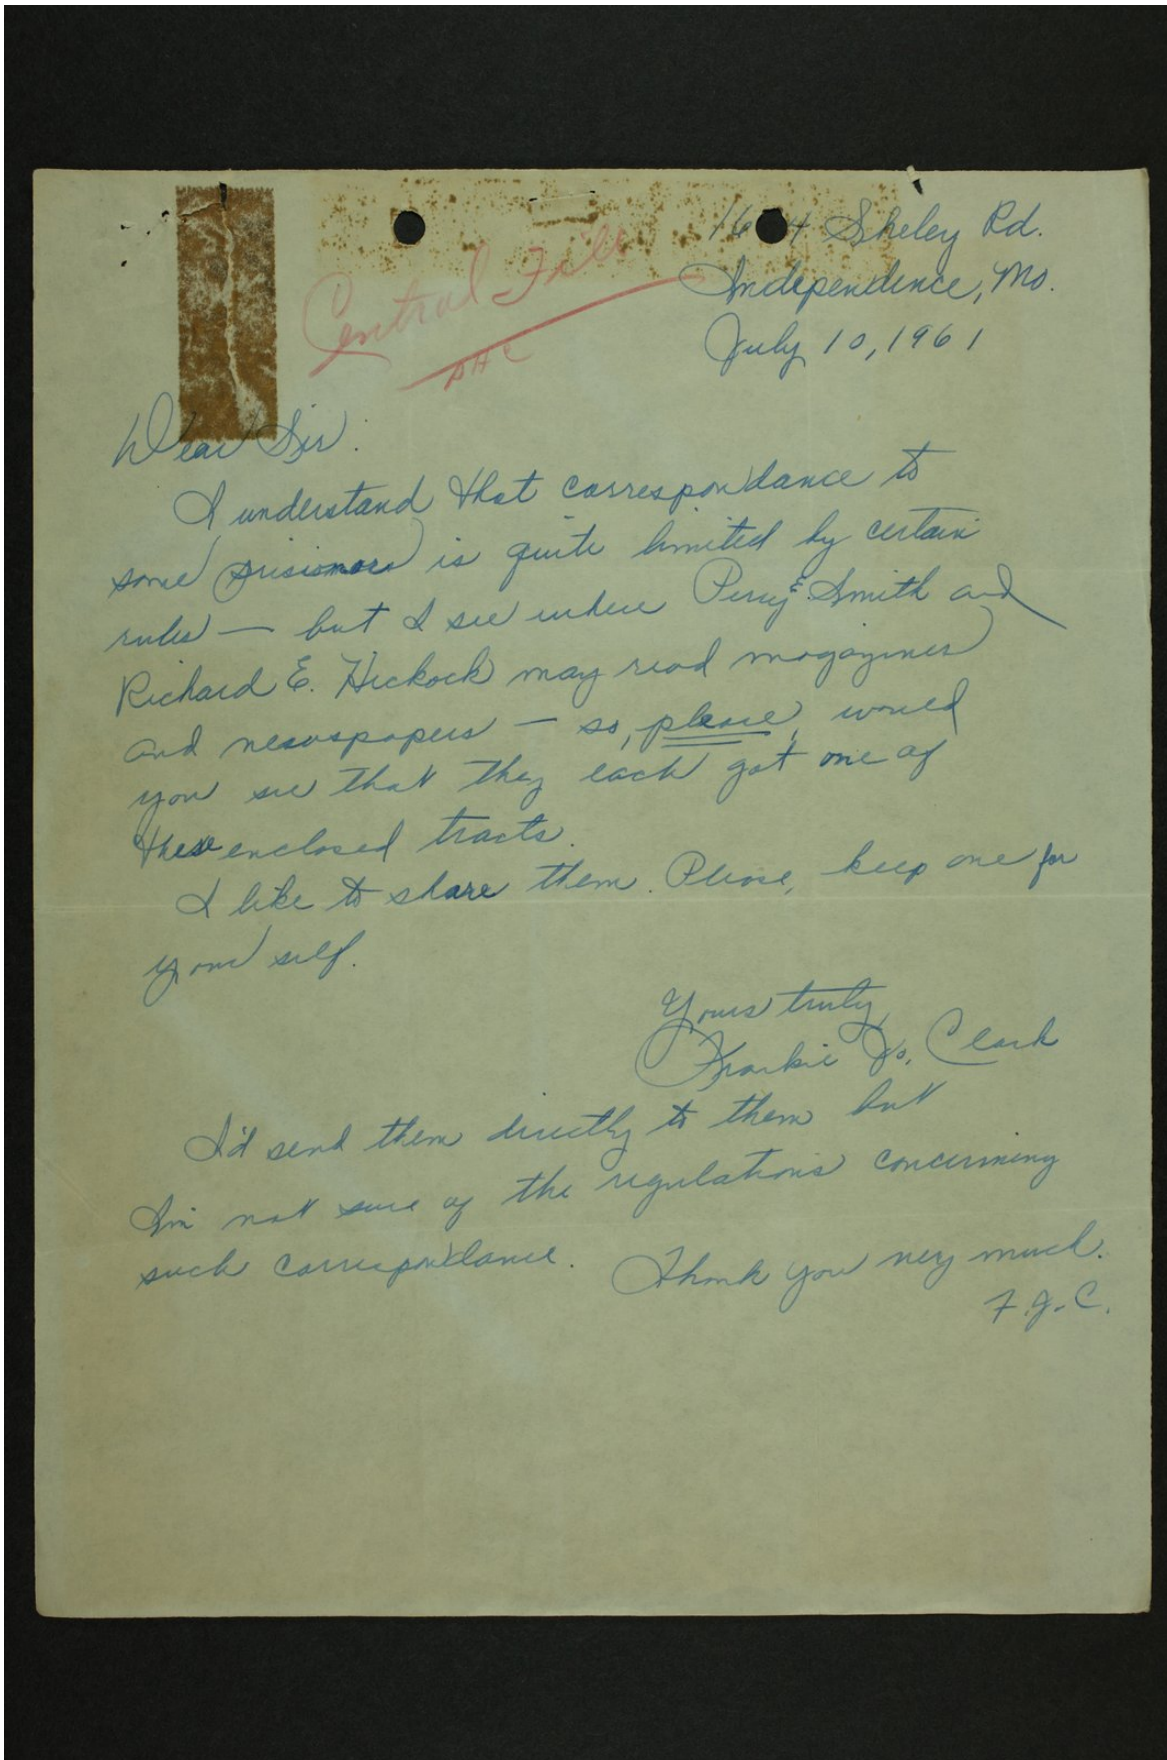 Sheley Rd.
Independence, Mo.
July 10, 1961
Central File
DHC
Dear Sir:
I understand that correspondance to
some prisioners is quite limited by certain
rules — but I see where Perry E. Smith and
Richard E. Hickock may read magazines
and newspapers — so, please, would
you see that they each get one of
these enclosed tracts.
I like to share them. Please, keep one for
your self.
Yours truly,
Frankie Jo. Clark
I'd send them directly to them but
I'm not sure of the regulations concerning
such correspondance. Thank you very much.
F.J.C.